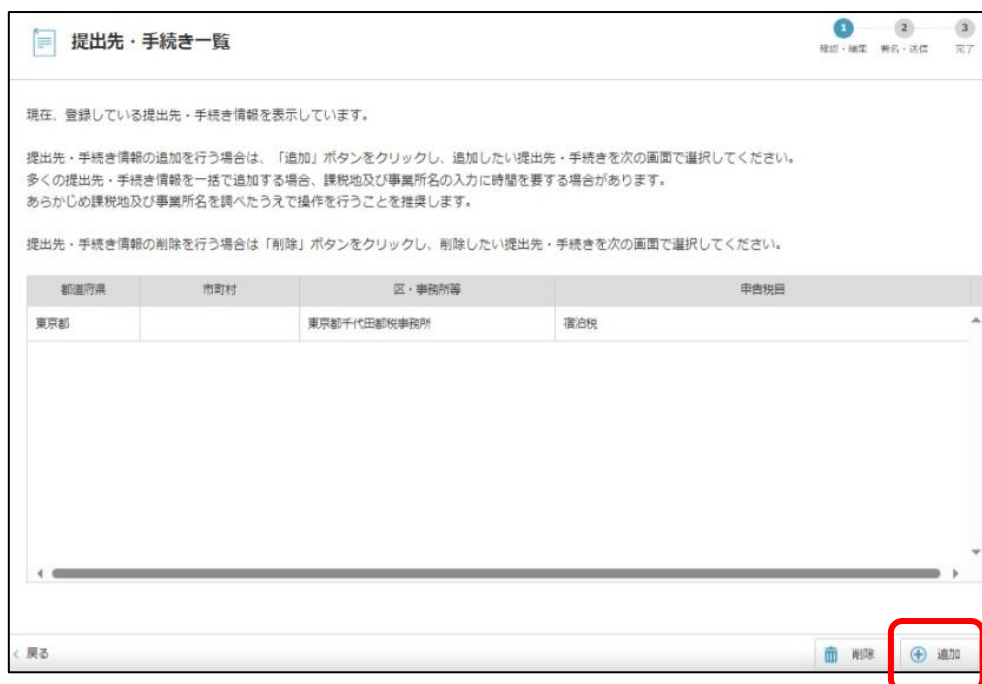 提出先・手続き一覧
1 2 3
確認・編集 署名・送信 完了
現在、登録している提出先・手続き情報を表示しています。
提出先・手続き情報の追加を行う場合は、「追加」ボタンをクリックし、追加したい提出先・手続きを次の画面で選択してください。
多くの提出先・手続き情報を一括で追加する場合、課税地及び事業所名の入力に時間を要する場合があります。
あらかじめ課税地及び事業所名を調べたうえで操作を行うことを推奨します。
提出先・手続き情報の削除を行う場合は「削除」ボタンをクリックし、削除したい提出先・手続きを次の画面で選択してください。
都道府県 市町村 区・事務所等 申告税目
東京都 東京都千代田都税事務所 宿泊税
戻る 削除 追加